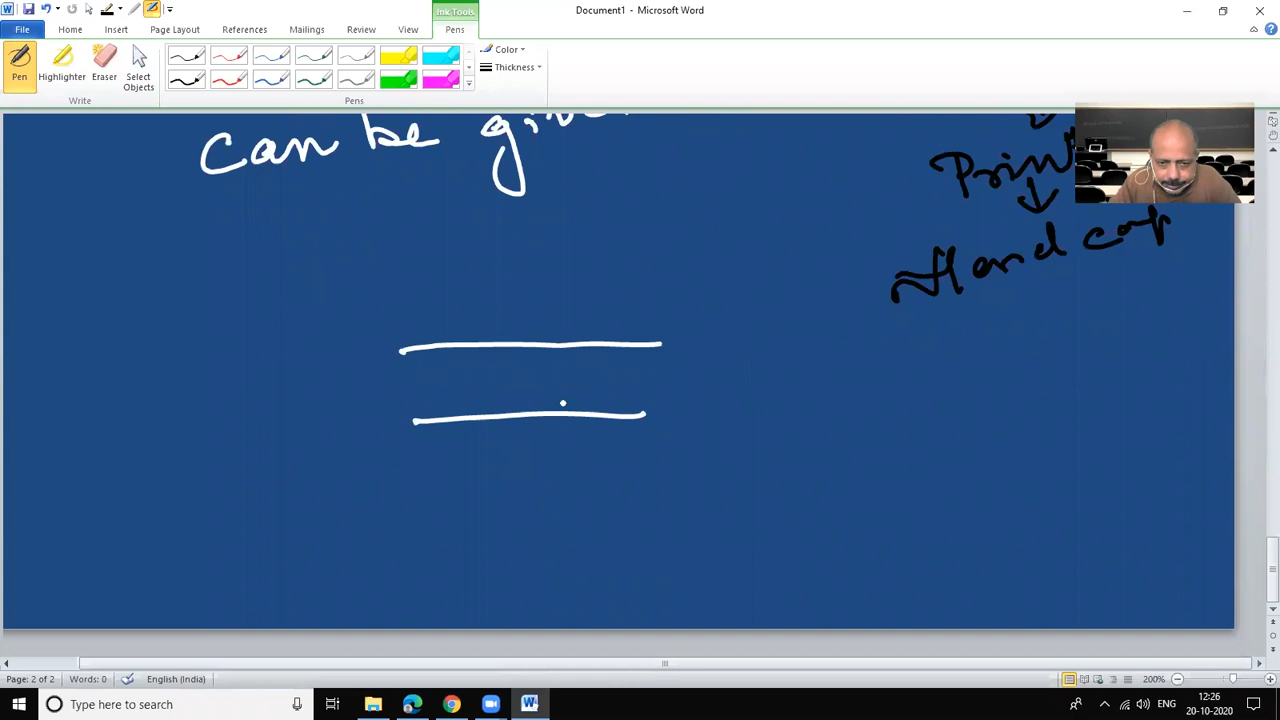 Document1 - Microsoft Word
Ink Tools
File Home Insert Page Layout References Mailings Review View Pens
Pen Highlighter Eraser Select Objects
Color
Thickness
Write Pens
can be given
Print
Hand cop
Page: 2 of 2 Words: 0 English (India) 200%
Type here to search
ENG 12:26
20-10-2020